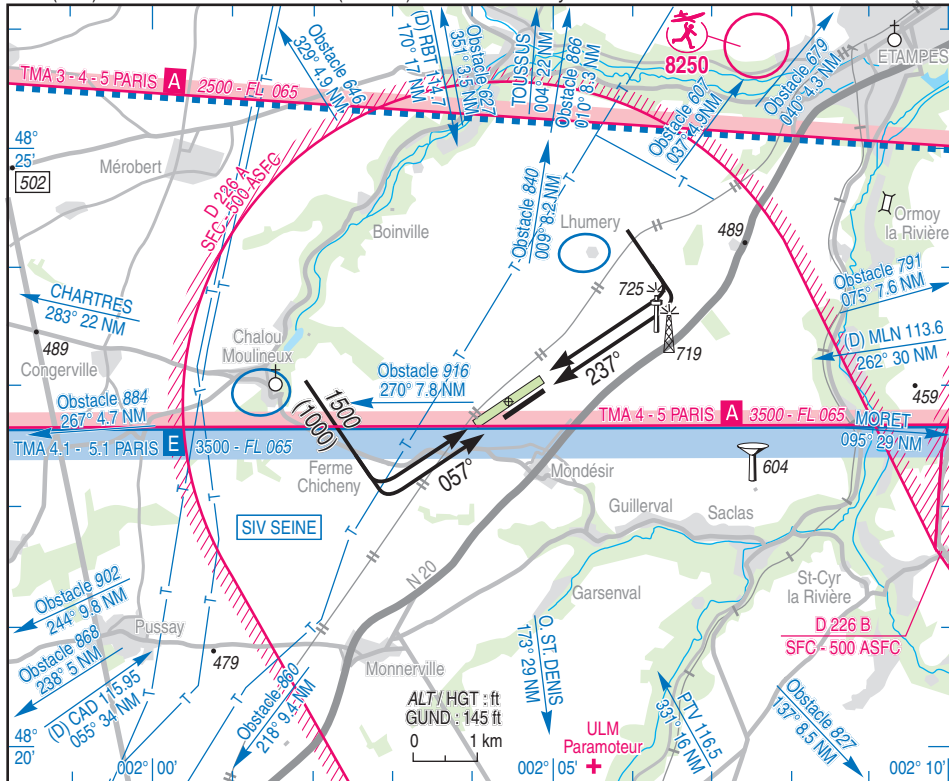 TMA 3 - 4 - 5 PARIS A 2500 - FL 065
Obstacle 646
329° 4.9 NM
(D) RBT 114.7
170° 17 NM
Obstacle 627
351° 3.5 NM
TOUSSUS
004° 22 NM
Obstacle 866
010° 8.3 NM
8250
Obstacle 607
037° 4.9 NM
Obstacle 679
040° 4.3 NM
ETAMPES
48°
25'
502
Mérobert
D 226 A
SFC - 500 ASFC
Boinville
Obstacle 840
009° 8.2 NM
Lhumery
489
Ormoy
la Rivière
Obstacle 791
075° 7.6 NM
CHARTRES
283° 22 NM
725
719
(D) MLN 113.6
262° 30 NM
489
Congerville
Chalou
Moulineux
Obstacle 916
270° 7.8 NM
237°
459
Obstacle 884
267° 4.7 NM
1500
(1000)
TMA 4 - 5 PARIS A 3500 - FL 065
MORET
095° 29 NM
TMA 4.1 - 5.1 PARIS E 3500 - FL 065
Ferme
Chicheny
057°
Mondésir
604
SIV SEINE
Guillerval
Saclas
N 20
Garsenval
St-Cyr
la Rivière
Obstacle 902
244° 9.8 NM
Obstacle 868
238° 5 NM
Pussay
479
D 226 B
SFC - 500 ASFC
(D) CAD 115.95
055° 34 NM
Monnerville
O. ST. DENIS
173° 29 NM
Obstacle 860
218° 9.4 NM
ALT / HGT : ft
GUND : 145 ft
0 1 km
ULM
Paramoteur
PTV 116.5
331° 16 NM
Obstacle 827
137° 8.5 NM
48°
20'
002° 00'
002° 05'
002° 10'